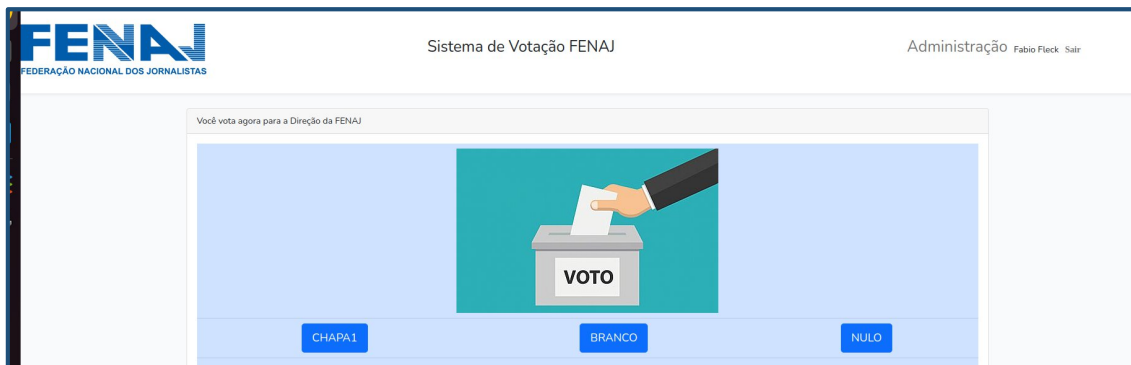 FENAJ
FEDERAÇÃO NACIONAL DOS JORNALISTAS
Sistema de Votação FENAJ
Administração Fabio Fleck Sair
Você vota agora para a Direção da FENAJ
VOTO
CHAPA1 BRANCO NULO